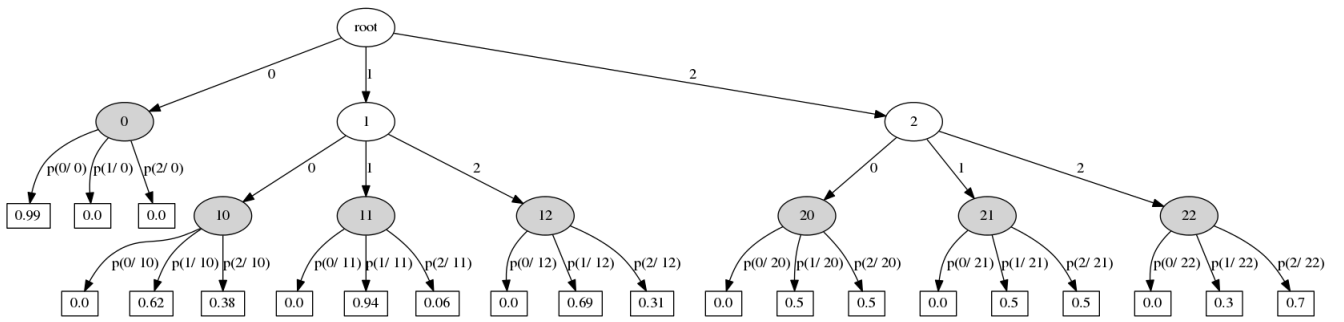 root
0 1 2
0 1 2
p(0/ 0) p(1/ 0) p(2/ 0) 0 1 2 0 1 2
0.99 0.0 0.0 10 11 12 20 21 22
p(0/ 10) p(1/ 10) p(2/ 10) p(0/ 11) p(1/ 11) p(2/ 11) p(0/ 12) p(1/ 12) p(2/ 12) p(0/ 20) p(1/ 20) p(2/ 20) p(0/ 21) p(1/ 21) p(2/ 21) p(0/ 22) p(1/ 22) p(2/ 22)
0.0 0.62 0.38 0.0 0.94 0.06 0.0 0.69 0.31 0.0 0.5 0.5 0.0 0.5 0.5 0.0 0.3 0.7